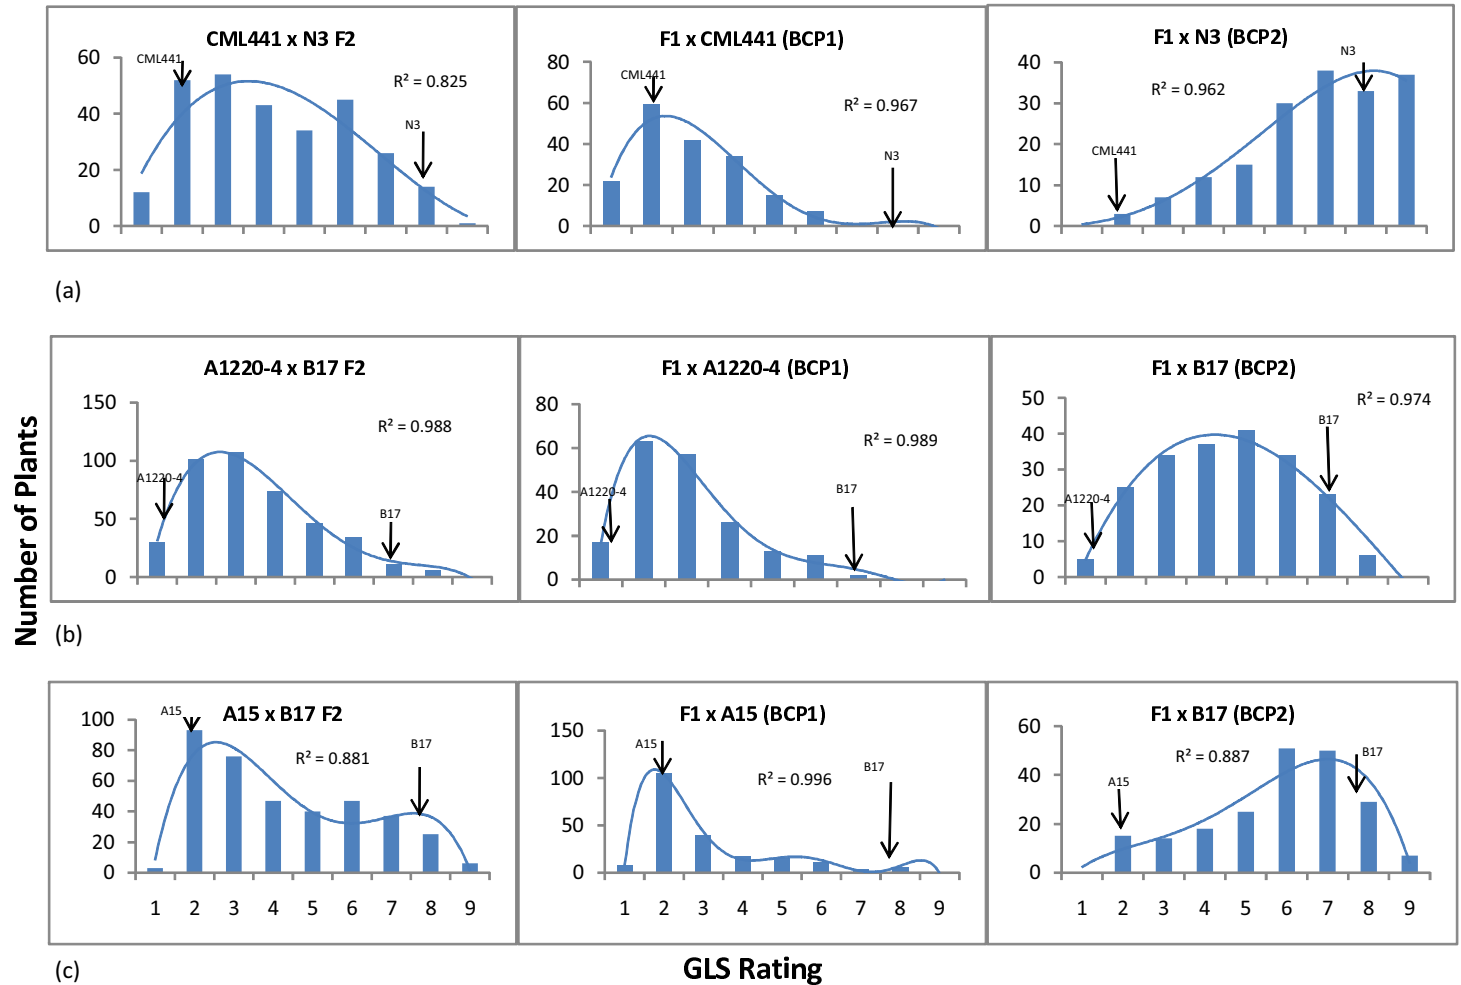 CML441 x N3 F2
60
40
20
0
CML441
R² = 0.825
N3
F1 x CML441 (BCP1)
80
60
40
20
0
CML441
R² = 0.967
N3
F1 x N3 (BCP2)
40
30
20
10
0
N3
R² = 0.962
CML441
(a)
Number of Plants
A1220-4 x B17 F2
150
100
50
0
R² = 0.988
A1220-4
B17
F1 x A1220-4 (BCP1)
80
60
40
20
0
R² = 0.989
A1220-4
B17
F1 x B17 (BCP2)
50
40
30
20
10
0
R² = 0.974
B17
A1220-4
(b)
A15 x B17 F2
100
80
60
40
20
0
A15
R² = 0.881
B17
1 2 3 4 5 6 7 8 9
F1 x A15 (BCP1)
150
100
50
0
A15
R² = 0.996
B17
1 2 3 4 5 6 7 8 9
F1 x B17 (BCP2)
60
40
20
0
R² = 0.887
B17
A15
1 2 3 4 5 6 7 8 9
(c)
GLS Rating